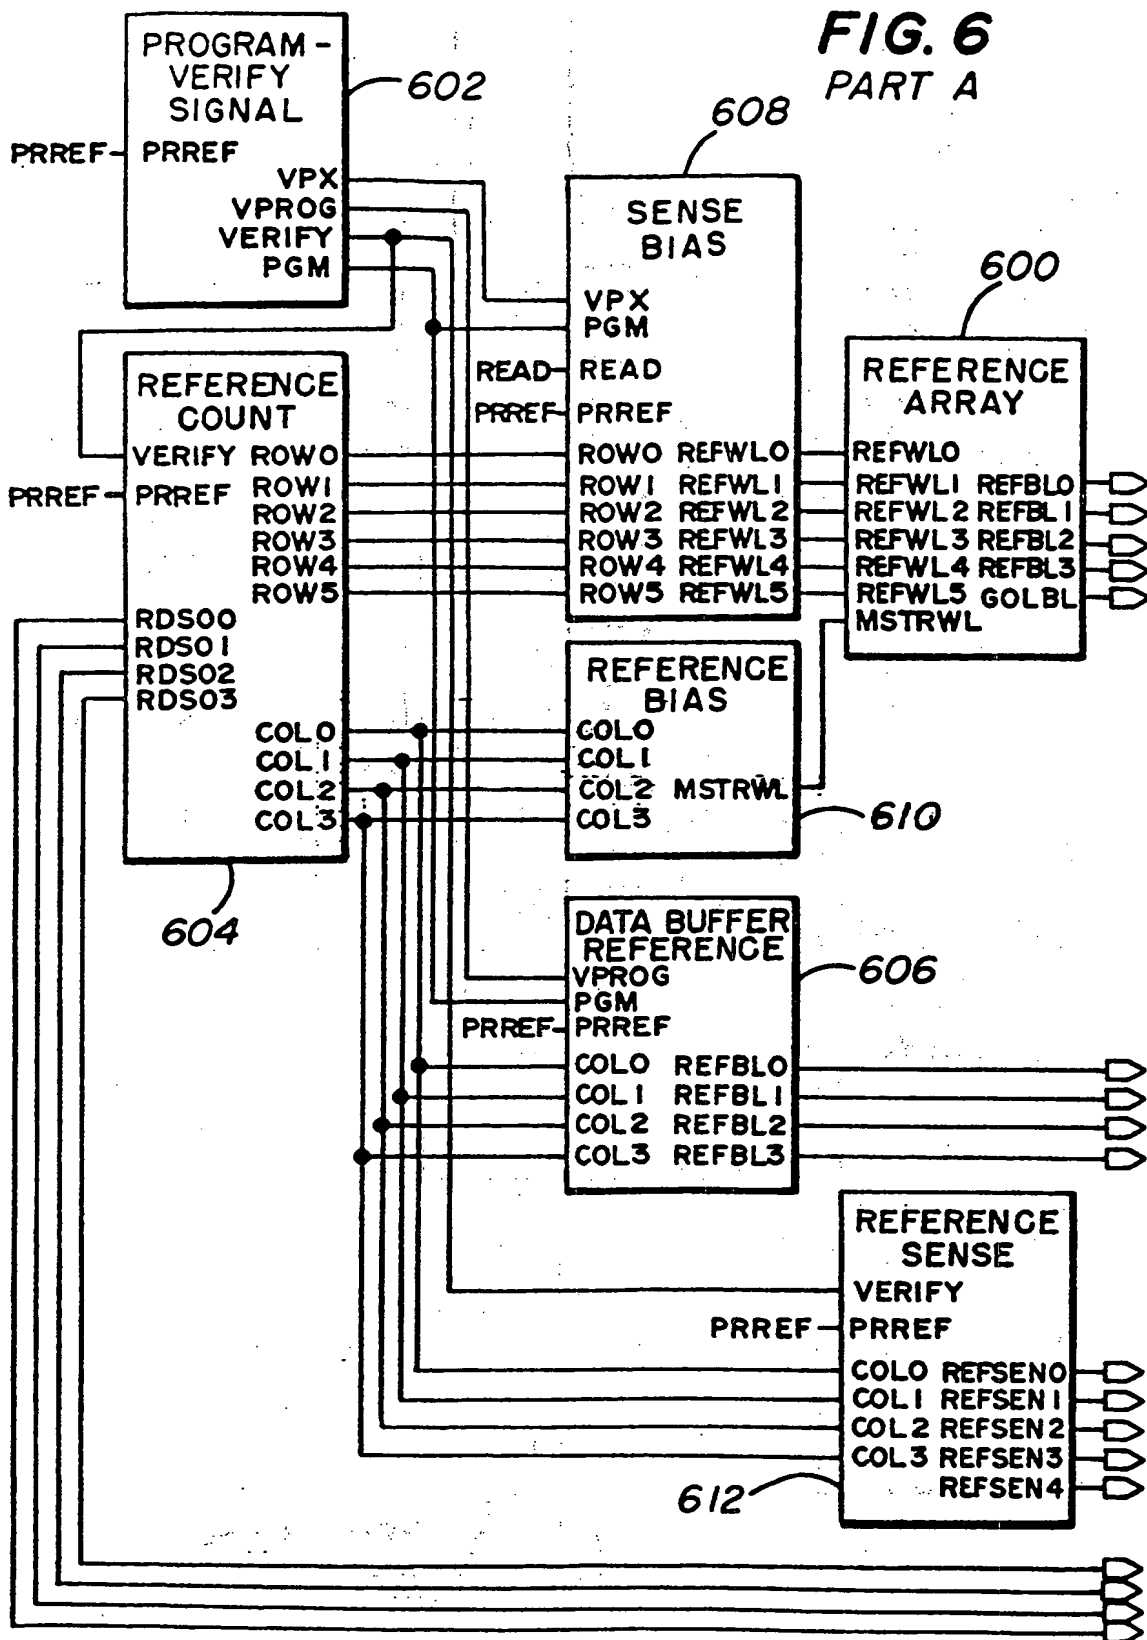 FIG. 6
PART A
PROGRAM -
VERIFY
SIGNAL
602
PRREF
PRREF
VPX
VPROG
VERIFY
PGM
608
SENSE
BIAS
VPX
PGM
READ
READ
PRREF
PRREF
ROW0 REFWL0
ROW1 REFWL1
ROW2 REFWL2
ROW3 REFWL3
ROW4 REFWL4
ROW5 REFWL5
600
REFERENCE
ARRAY
REFWL0
REFWL1 REFBL0
REFWL2 REFBL1
REFWL3 REFBL2
REFWL4 REFBL3
REFWL5 GOLBL
MSTRWL
REFERENCE
COUNT
VERIFY ROW0
PRREF
PRREF
ROW1
ROW2
ROW3
ROW4
ROW5
RDS00
RDS01
RDS02
RDS03
COL0
COL1
COL2
COL3
604
REFERENCE
BIAS
COL0
COL1
COL2 MSTRWL
COL3
610
DATA BUFFER
REFERENCE
606
VPROG
PGM
PRREF
PRREF
COL0 REFBL0
COL1 REFBL1
COL2 REFBL2
COL3 REFBL3
REFERENCE
SENSE
VERIFY
PRREF
PRREF
COL0 REFSEN0
COL1 REFSEN1
COL2 REFSEN2
COL3 REFSEN3
REFSEN4
612